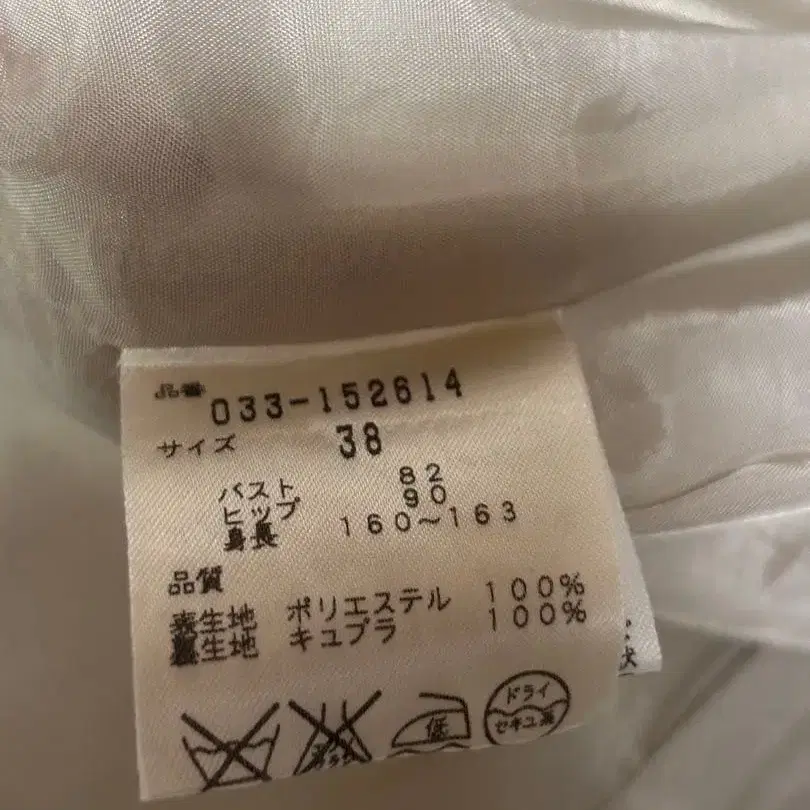 品番 033-152614
サイズ 38
バスト 82
ヒップ 90
身長 160～163
品質
表生地 ポリエステル 100%
裏生地 キュプラ 100%
低
ドライ
セキユ系